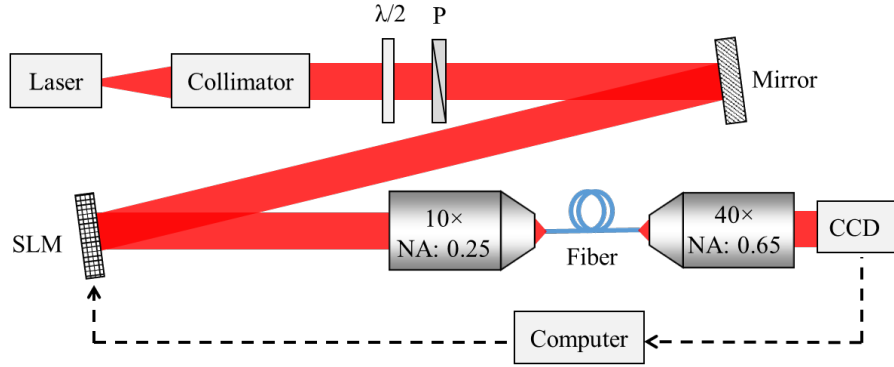 λ/2
P
Laser
Collimator
Mirror
SLM
10×
NA: 0.25
Fiber
40×
NA: 0.65
CCD
Computer